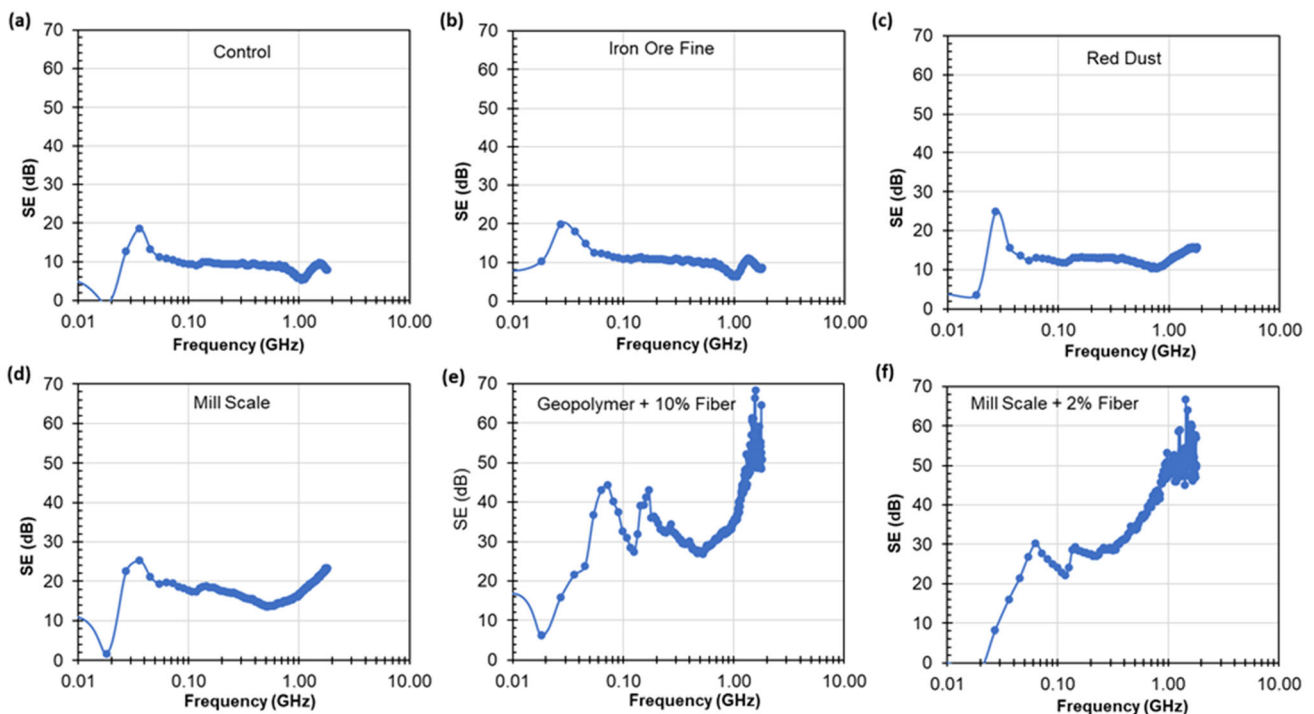 (a)
Control
70
60
50
40
30
20
10
0
SE (dB)
0.01 0.10 1.00 10.00
Frequency (GHz)
(b)
Iron Ore Fine
70
60
50
40
30
20
10
0
SE (dB)
0.01 0.10 1.00 10.00
Frequency (GHz)
(c)
Red Dust
70
60
50
40
30
20
10
0
SE (dB)
0.01 0.10 1.00 10.00
Frequency (GHz)
(d)
Mill Scale
70
60
50
40
30
20
10
0
SE (dB)
0.01 0.10 1.00 10.00
Frequency (GHz)
(e)
Geopolymer + 10% Fiber
70
60
50
40
30
20
10
0
SE (dB)
0.01 0.10 1.00 10.00
Frequency (GHz)
(f)
Mill Scale + 2% Fiber
70
60
50
40
30
20
10
0
SE (dB)
0.01 0.10 1.00 10.00
Frequency (GHz)